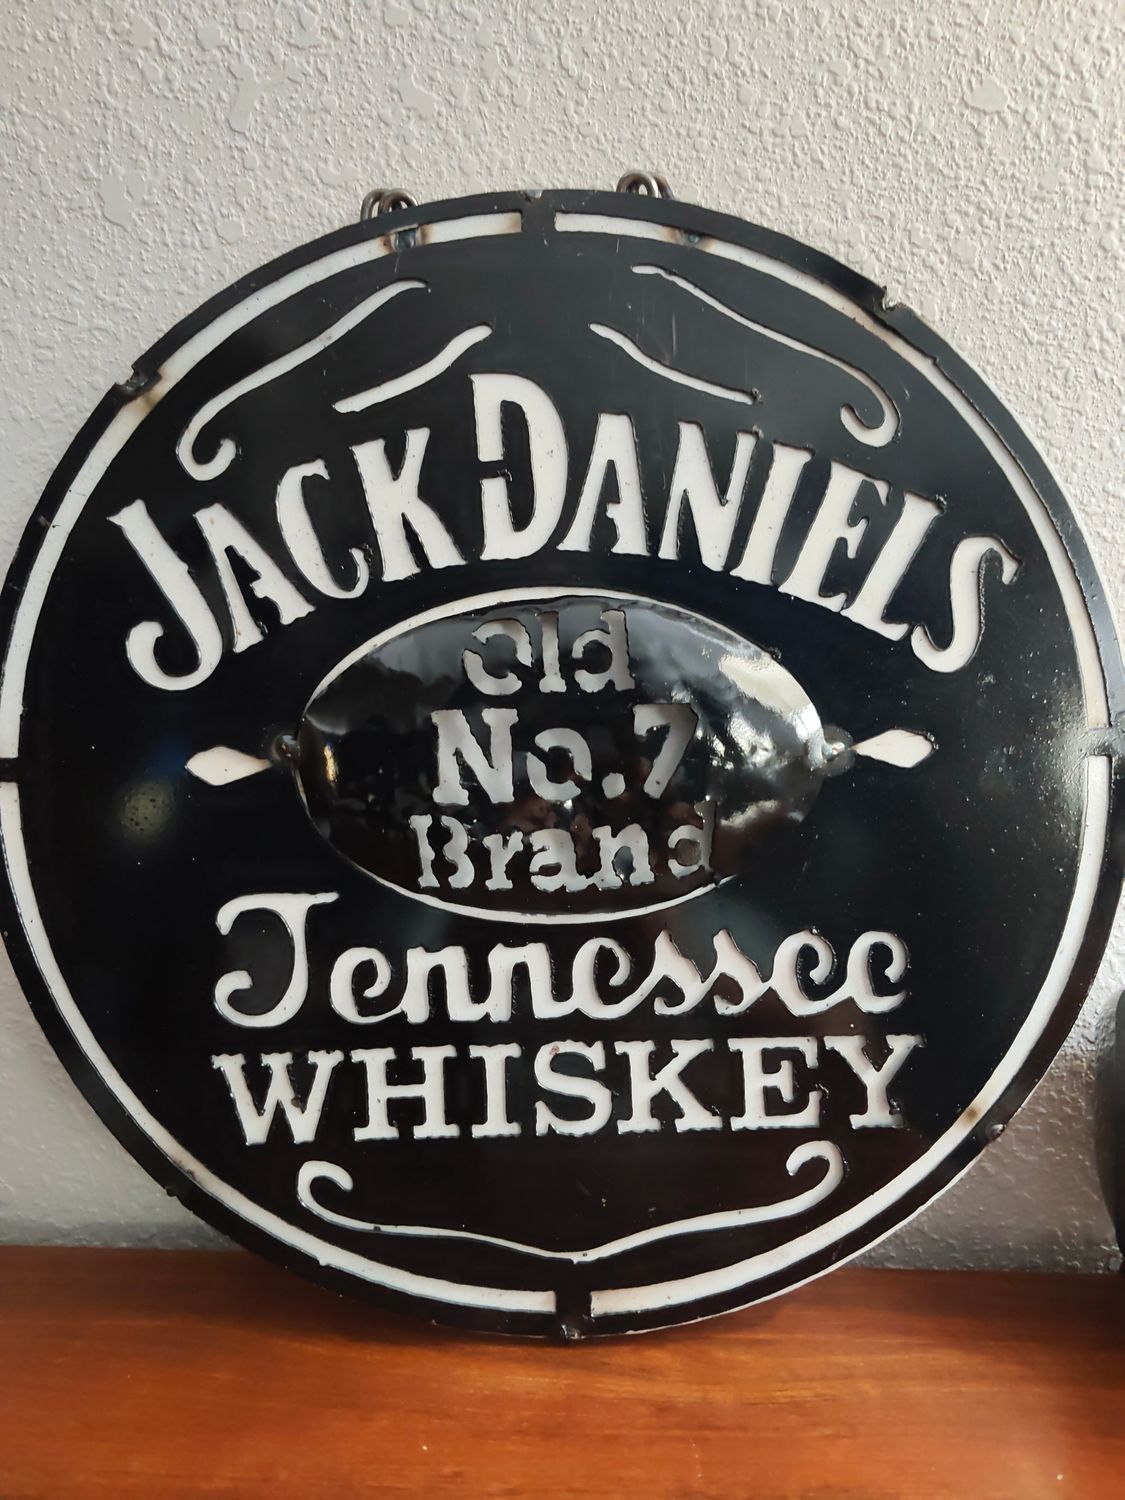 JACK DANIELS
Old
No.7
Brand
Tennessee
WHISKEY